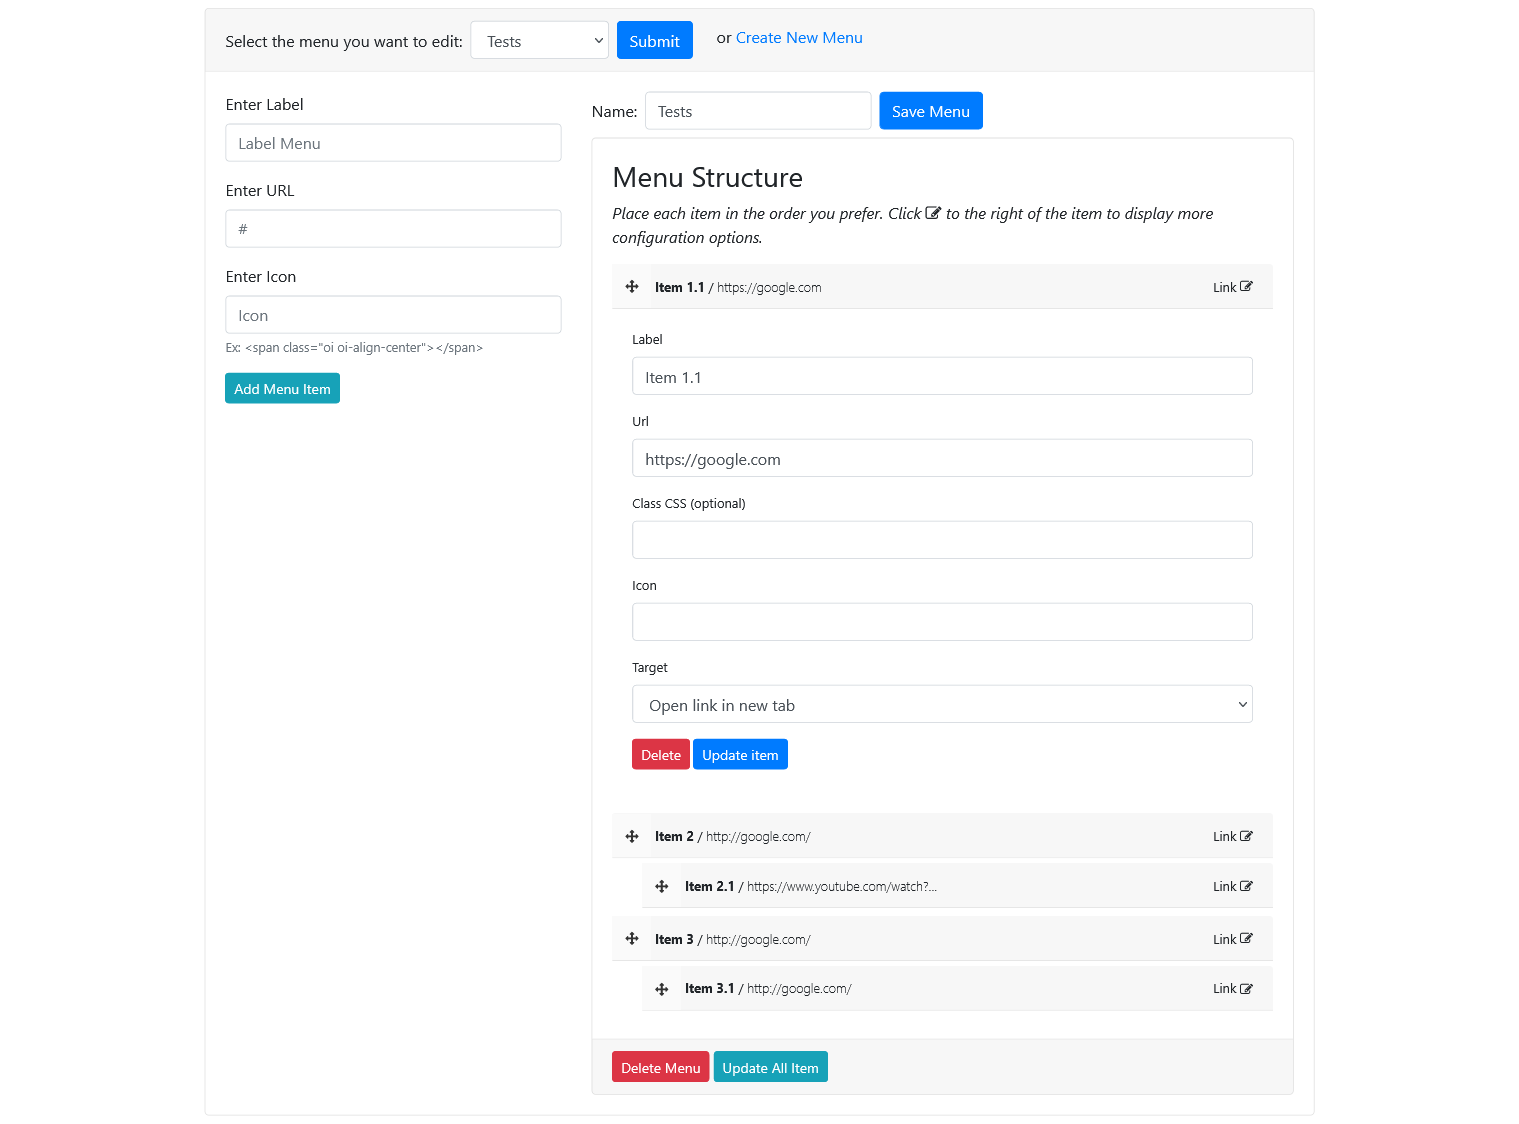 Select the menu you want to edit: Tests Submit or Create New Menu
Enter Label
Label Menu
Enter URL
#
Enter Icon
Icon
Ex: <span class="oi oi-align-center"></span>
Add Menu Item
Name: Tests Save Menu
Menu Structure
Place each item in the order you prefer. Click to the right of the item to display more
configuration options.
Item 1.1 / https://google.com Link
Label
Item 1.1
Url
https://google.com
Class CSS (optional)
Icon
Target
Open link in new tab
Delete Update item
Item 2 / http://google.com/ Link
Item 2.1 / https://www.youtube.com/watch?... Link
Item 3 / http://google.com/ Link
Item 3.1 / http://google.com/ Link
Delete Menu Update All Item